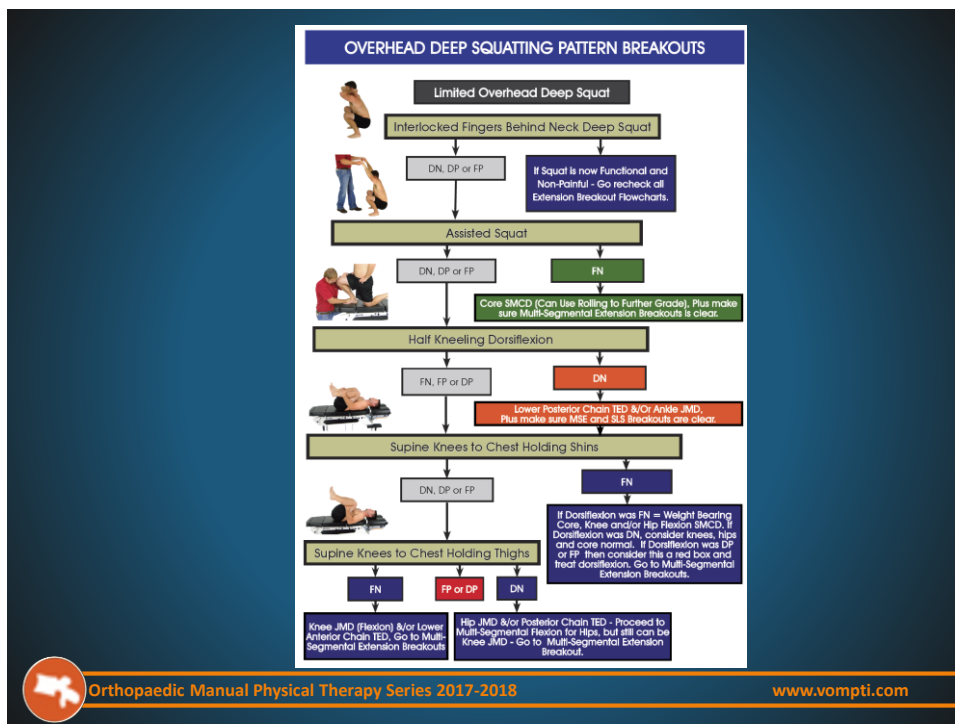 OVERHEAD DEEP SQUATTING PATTERN BREAKOUTS
Limited Overhead Deep Squat
Interlocked Fingers Behind Neck Deep Squat
DN, DP or FP
If Squat is now Functional and
Non-Painful - Go recheck all
Extension Breakout Flowcharts.
Assisted Squat
DN, DP or FP
FN
Core SMCD (Can Use Rolling to Further Grade), Plus make
sure Multi-Segmental Extension Breakouts is clear.
Half Kneeling Dorsiflexion
FN, FP or DP
DN
Lower Posterior Chain TED &/Or Ankle JMD,
Plus make sure MSE and SLS Breakouts are clear.
Supine Knees to Chest Holding Shins
DN, DP or FP
FN
If Dorsiflexion was FN = Weight Bearing
Core, Knee and/or Hip Flexion SMCD. If
Dorsiflexion was DN, consider knees, hips
and core normal. If Dorsiflexion was DP
or FP then consider this a red box and
treat dorsiflexion. Go to Multi-Segmental
Extension Breakouts.
Supine Knees to Chest Holding Thighs
FN
FP or DP
DN
Knee JMD (Flexion) &/or Lower
Anterior Chain TED, Go to Multi-
Segmental Extension Breakouts
Hip JMD &/or Posterior Chain TED - Proceed to
Multi-Segmental Flexion for Hips, but still can be
Knee JMD - Go to Multi-Segmental Extension
Breakout.
Orthopaedic Manual Physical Therapy Series 2017-2018
www.vompti.com